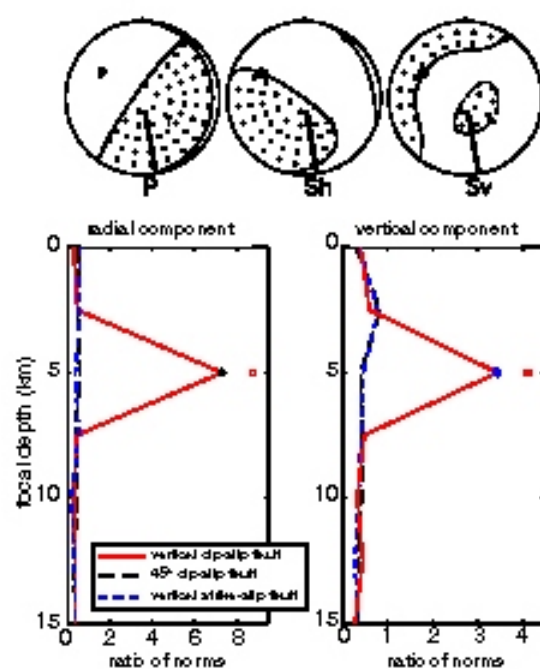 P Sh Sv
radial component vertical component
0 0
5 5
10 10
15 15
focal depth (km)
vertical dip-slip fault
45° dip-slip fault
vertical strike-slip fault
0 2 4 6 8 0 1 2 3 4
ratio of norms ratio of norms